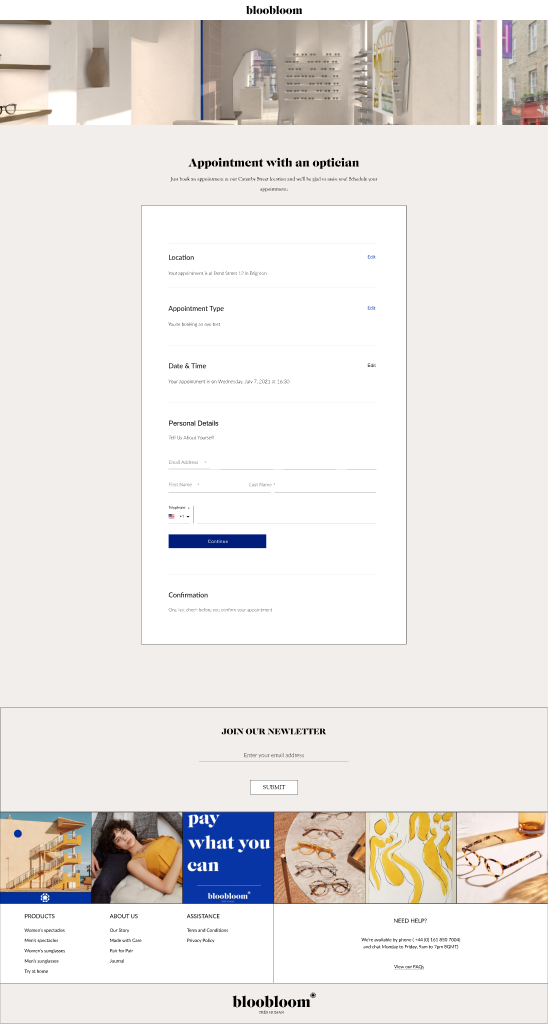 bloobloom
Appointment with an optician
Just book an appointment at our Carnaby Street location and we'll be glad to assist you! Schedule your
appointment:
Location
Edit
Your appointment is at Bond Street 12 in Brighton
Appointment Type
Edit
You're booking an eye test
Date & Time
Edit
Your appointment is on Wednesday, July 7, 2021 at 16:30
Personal Details
Tell Us About Yourself
Email Address *
First Name * Last Name *
Telephone
+1
Continue
Confirmation
One last check before you confirm your appointment
JOIN OUR NEWLETTER
Enter your email address
SUBMIT
pay
what you
can
bloobloom
PRODUCTS
Women's spectacles
Men's spectacles
Women's sunglasses
Men's sunglasses
Try at home
ABOUT US
Our Story
Made with Care
Pair for Pair
Journal
ASSISTANCE
Terms and Conditions
Privacy Policy
NEED HELP?
We're available by phone ( +44 (0) 161 850 7004)
and chat Monday to Friday, 9am to 7pm BGMT)
View our FAQs
bloobloom